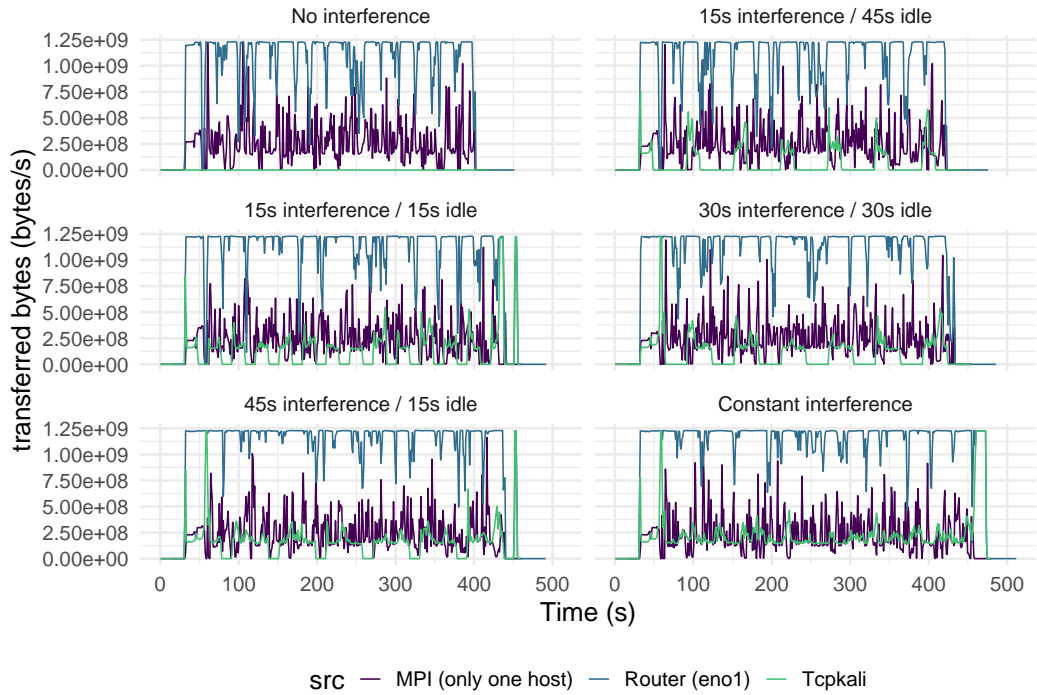 No interference
15s interference / 45s idle
1.25e+09
1.00e+09
7.50e+08
5.00e+08
2.50e+08
0.00e+00
15s interference / 15s idle
30s interference / 30s idle
1.25e+09
1.00e+09
7.50e+08
5.00e+08
2.50e+08
0.00e+00
transferred bytes (bytes/s)
45s interference / 15s idle
Constant interference
1.25e+09
1.00e+09
7.50e+08
5.00e+08
2.50e+08
0.00e+00
0 100 200 300 400 500
0 100 200 300 400 500
Time (s)
src MPI (only one host) Router (eno1) Tcpkali